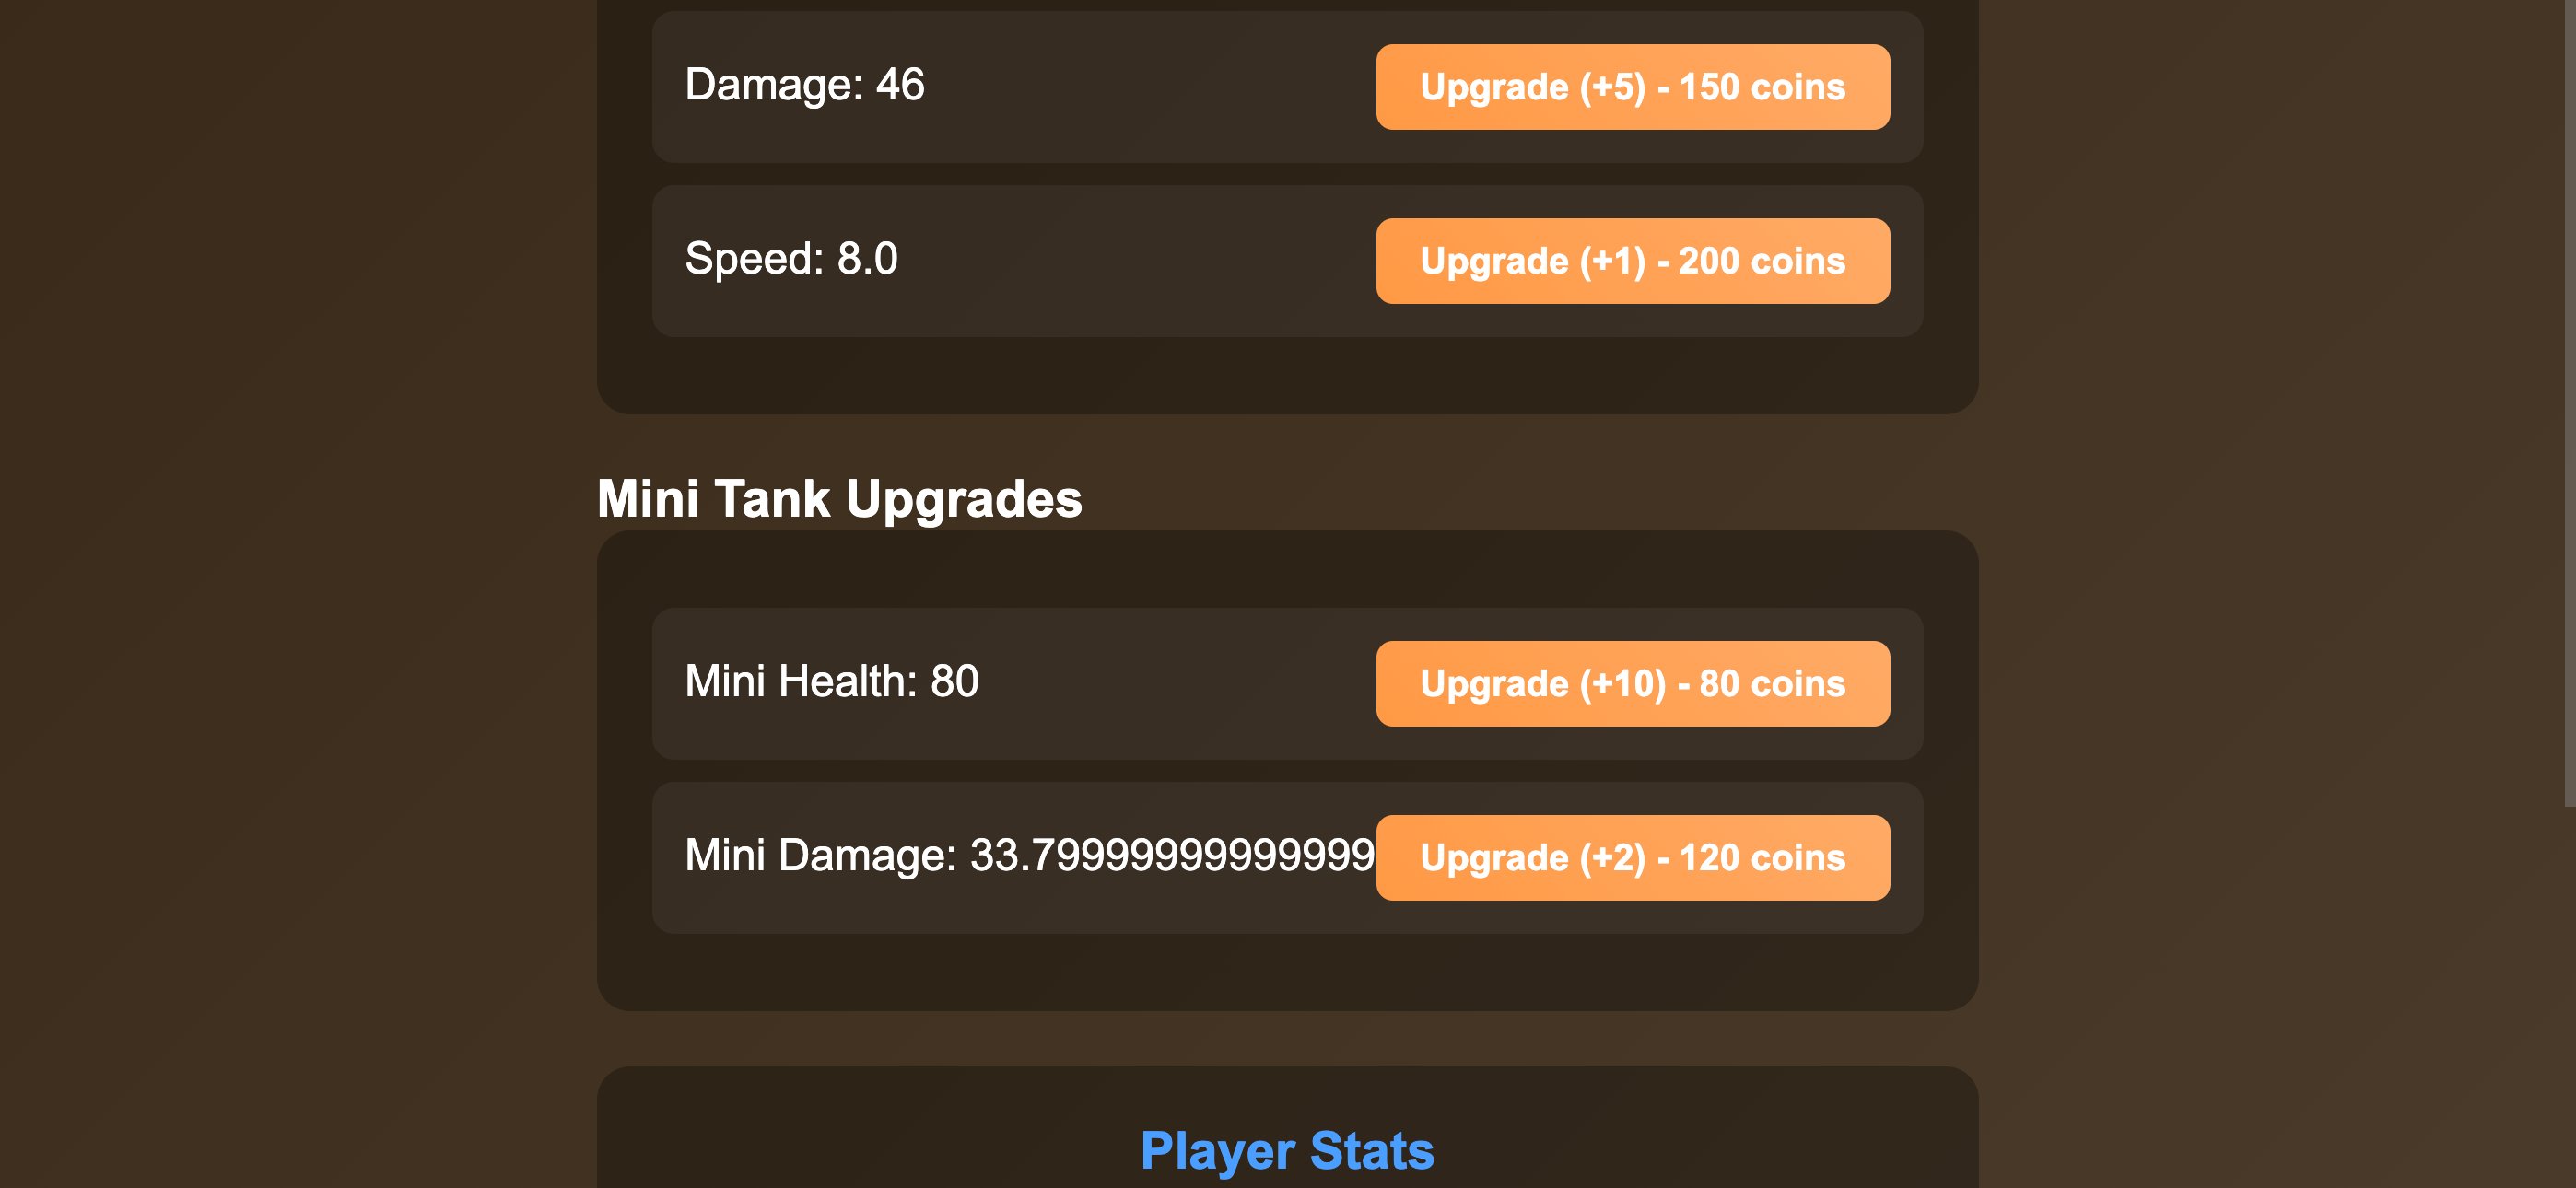 Damage: 46
Upgrade (+5) - 150 coins
Speed: 8.0
Upgrade (+1) - 200 coins
Mini Tank Upgrades
Mini Health: 80
Upgrade (+10) - 80 coins
Mini Damage: 33.79999999999999
Upgrade (+2) - 120 coins
Player Stats